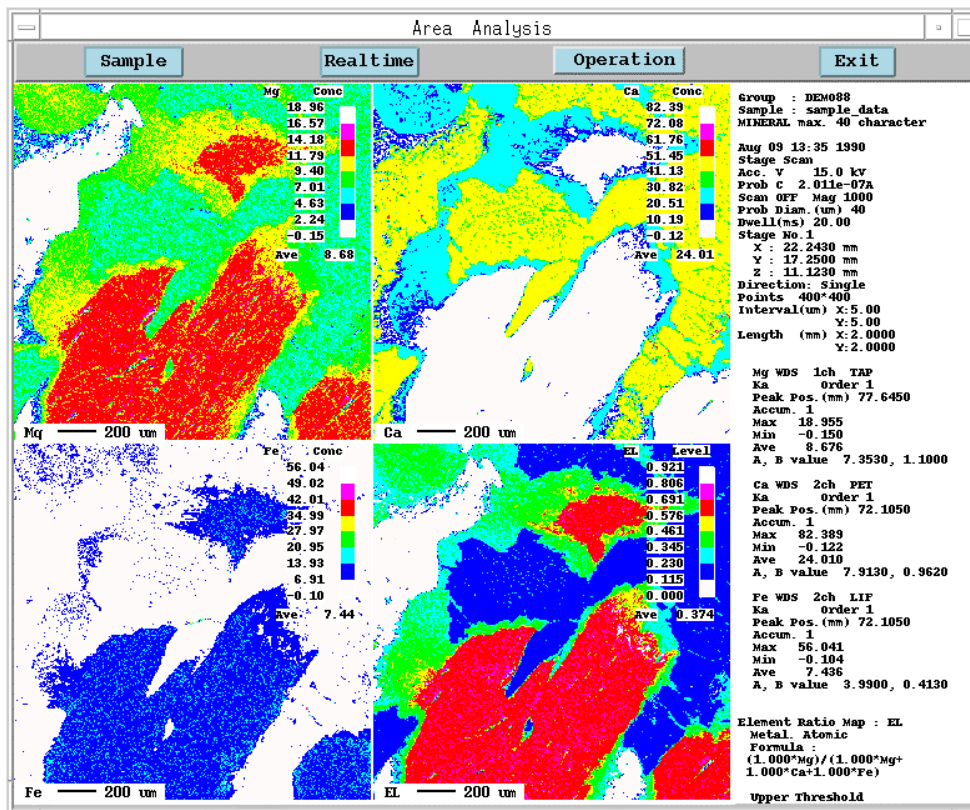 Area Analysis
Sample Realtime Operation Exit
Mg Conc
18.96
16.57
14.18
11.79
9.40
7.01
4.63
2.24
-0.15
Ave 8.68
Mg 200 um
Ca Conc
82.39
72.08
61.76
51.45
41.13
30.82
20.51
10.19
-0.12
Ave 24.01
Ca 200 um
Fe Conc
56.04
49.02
42.01
34.99
27.97
20.95
13.93
6.91
-0.10
Ave 7.44
Fe 200 um
EL Level
0.921
0.806
0.691
0.576
0.461
0.345
0.230
0.115
0.000
Ave 0.374
EL 200 um
Group : DEMO88
Sample : sample_data
MINERAL max. 40 character
Aug 09 13:35 1990
Stage Scan
Acc. V 15.0 kV
Prob C 2.011e-07A
Scan OFF Mag 1000
Prob Diam.(um) 40
Dwell(ms) 20.00
Stage No.1
X : 22.2430 mm
Y : 17.2500 mm
Z : 11.1230 mm
Direction: Single
Points 400*400
Interval(um) X:5.00
Y:5.00
Length (mm) X:2.0000
Y:2.0000
Mg WDS 1ch TAP
Ka Order 1
Peak Pos.(mm) 77.6450
Accum. 1
Max 18.955
Min -0.150
Ave 8.676
A, B value 7.3530, 1.1000
Ca WDS 2ch PET
Ka Order 1
Peak Pos.(mm) 72.1050
Accum. 1
Max 82.389
Min -0.122
Ave 24.010
A, B value 7.9130, 0.9620
Fe WDS 2ch LIF
Ka Order 1
Peak Pos.(mm) 72.1050
Accum. 1
Max 56.041
Min -0.104
Ave 7.436
A, B value 3.9900, 0.4130
Element Ratio Map : EL
Metal. Atomic
Formula :
(1.000*Mg)/(1.000*Mg+
1.000*Ca+1.000*Fe)
Upper Threshold